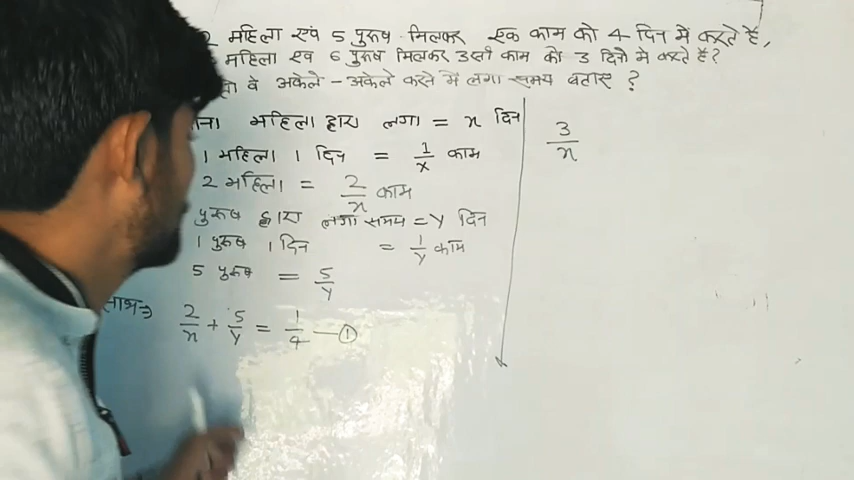 2 महिला एवं 5 पुरुष मिलकर एक काम को 4 दिन में करते है,
महिला एवं 6 पुरुष मिलकर उसी काम को 3 दिनो मे करते है?
वे अकेले - अकेले करने में लगा समय बताए ?
माना महिला द्वारा लगा = x दिन
1 महिला 1 दिन = 1/x काम
2 महिला = 2/x काम
पुरुष द्वारा लगा समय = y दिन
1 पुरुष 1 दिन = 1/y काम
5 पुरुष = 5/y
2/x + 5/y = 1/4 — ①
3/x